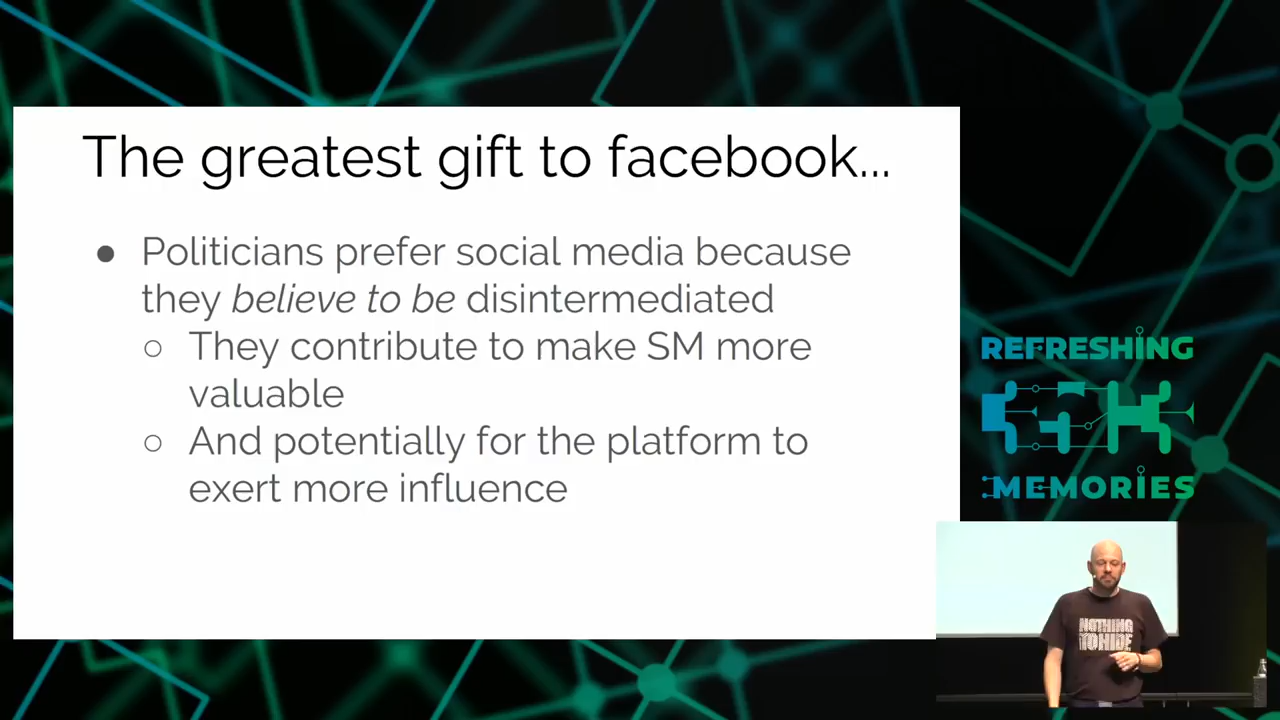 The greatest gift to facebook...
● Politicians prefer social media because
they believe to be disintermediated
○ They contribute to make SM more
valuable
○ And potentially for the platform to
exert more influence
REFRESHING
MEMORIES
NOTHING
TO HIDE